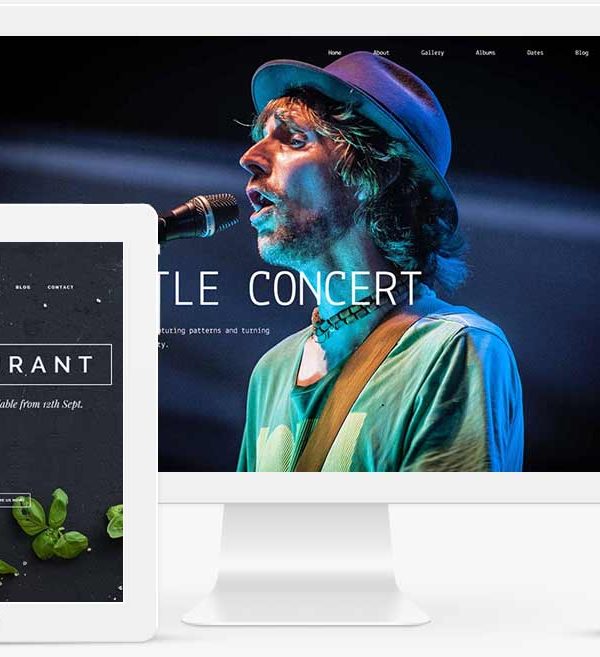 Home About Gallery Albums Dates Blog
TLE CONCERT
aturing patterns and turning
ty.
BLOG CONTACT
RANT
able from 12th Sept.